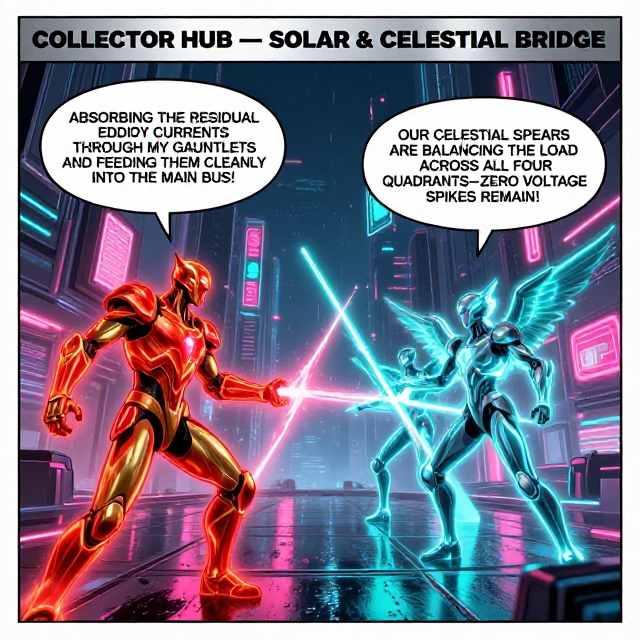 COLLECTOR HUB — SOLAR & CELESTIAL BRIDGE
ABSORBING THE RESIDUAL
EDDIOY CURRENTS
THROUGH MY GAUNTLETS
AND FEEDING THEM CLEANLY
INTO THE MAIN BUS!
OUR CELESTIAL SPEARS
ARE BALANCING THE LOAD
ACROSS ALL FOUR
QUADRANTS—ZERO VOLTAGE
SPIKES REMAIN!